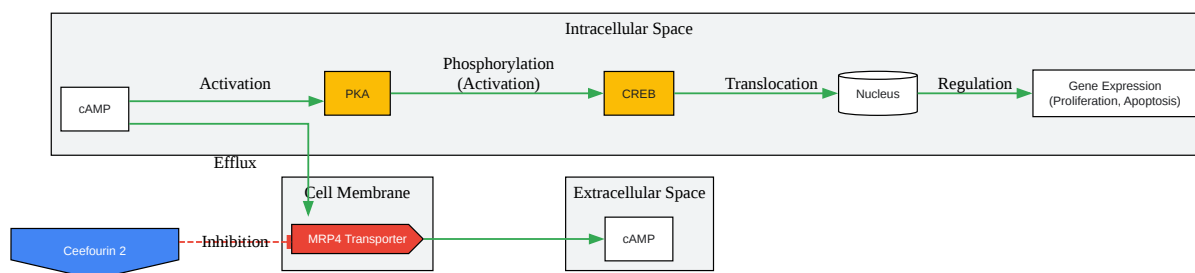 Intracellular Space
Activation
Phosphorylation
(Activation)
Translocation
Regulation
cAMP
PKA
CREB
Nucleus
Gene Expression
(Proliferation, Apoptosis)
Efflux
Cell Membrane
Extracellular Space
Ceefourin 2
Inhibition
MRP4 Transporter
cAMP